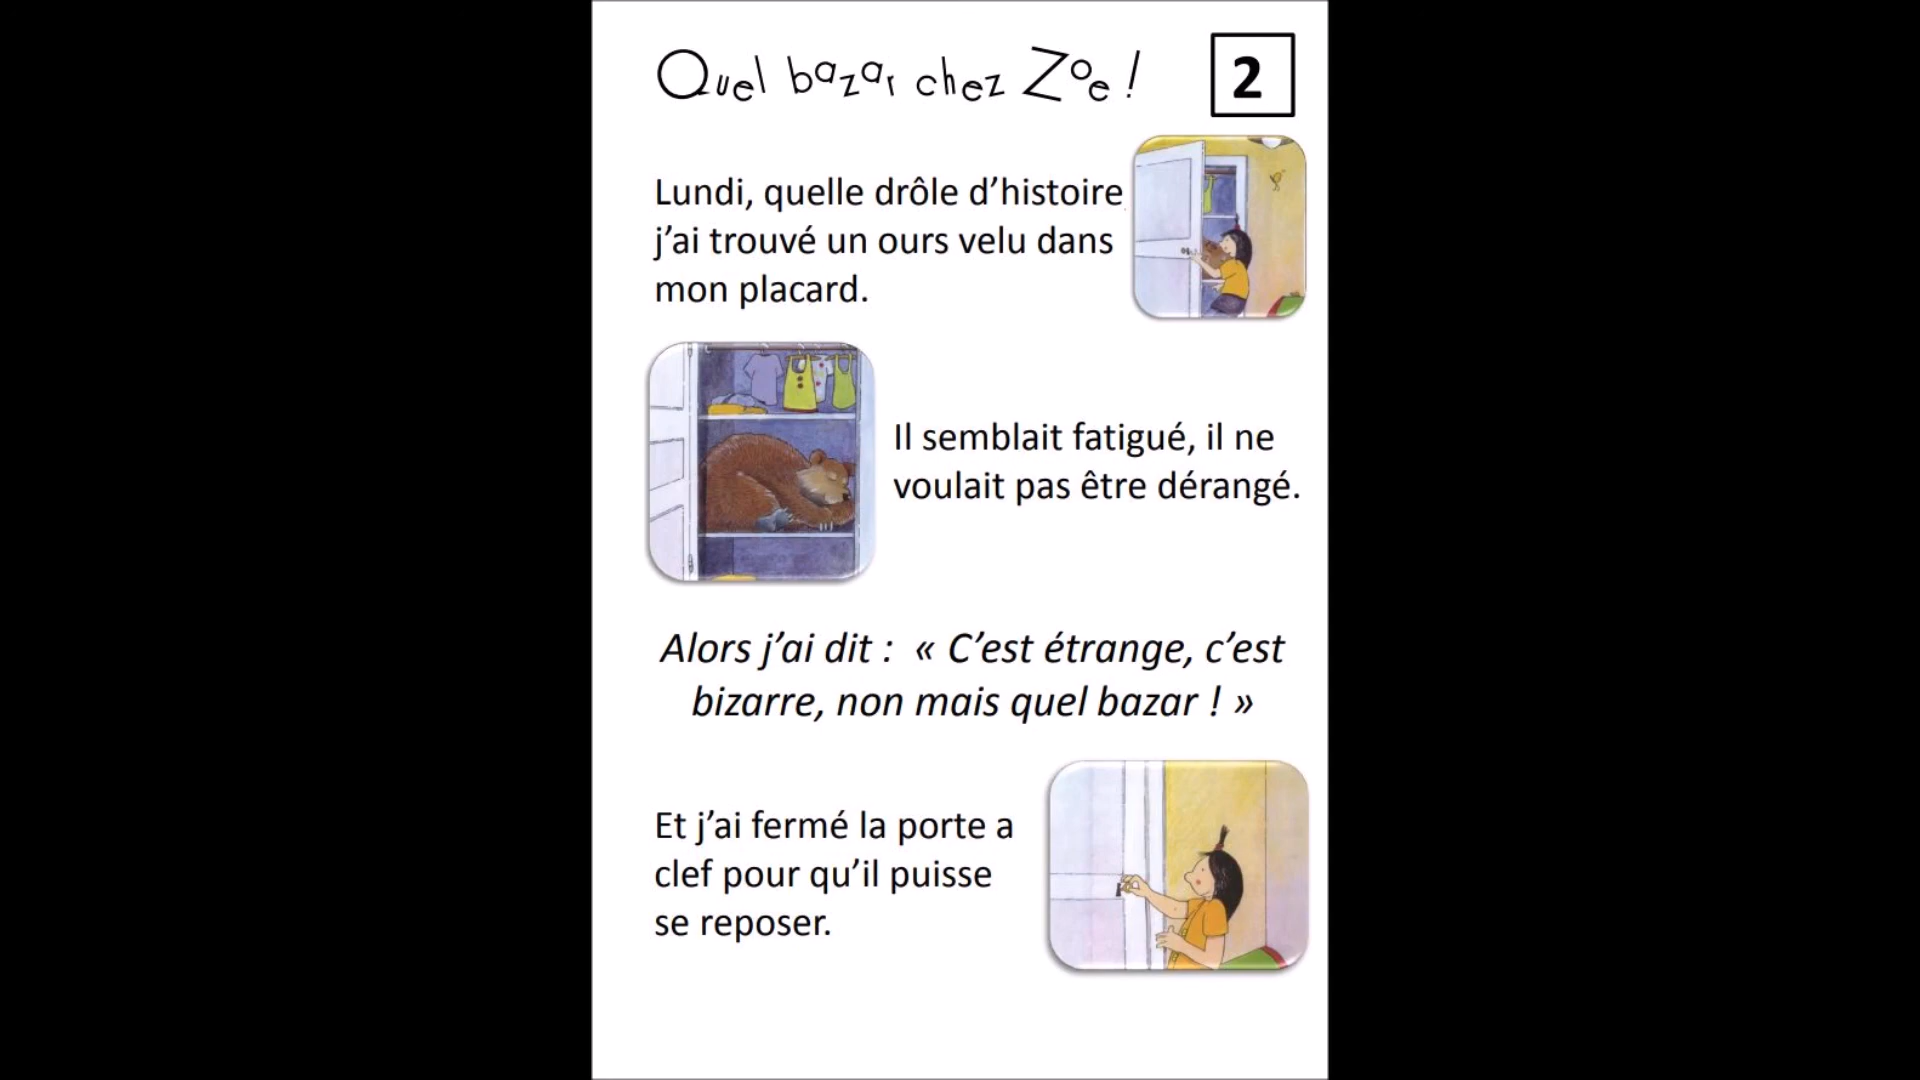 Quel bazar chez Zoe !
2
Lundi, quelle drôle d’histoire
j’ai trouvé un ours velu dans
mon placard.
Il semblait fatigué, il ne
voulait pas être dérangé.
Alors j’ai dit : « C’est étrange, c’est
bizarre, non mais quel bazar ! »
Et j’ai fermé la porte a
clef pour qu’il puisse
se reposer.